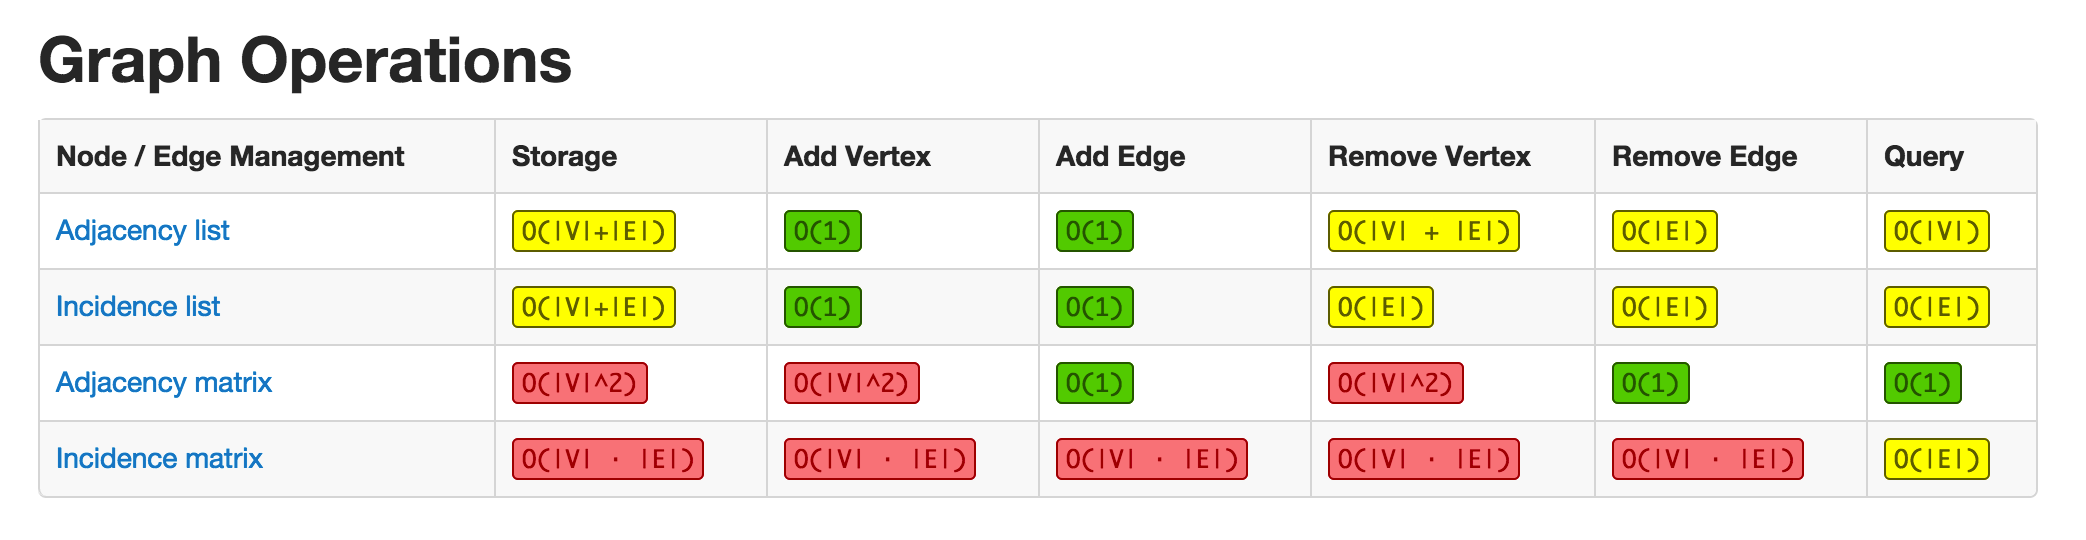 Graph Operations
Node / Edge Management Storage Add Vertex Add Edge Remove Vertex Remove Edge Query
Adjacency list O(|V|+|E|) O(1) O(1) O(|V| + |E|) O(|E|) O(|V|)
Incidence list O(|V|+|E|) O(1) O(1) O(|E|) O(|E|) O(|E|)
Adjacency matrix O(|V|^2) O(|V|^2) O(1) O(|V|^2) O(1) O(1)
Incidence matrix O(|V| · |E|) O(|V| · |E|) O(|V| · |E|) O(|V| · |E|) O(|V| · |E|) O(|E|)